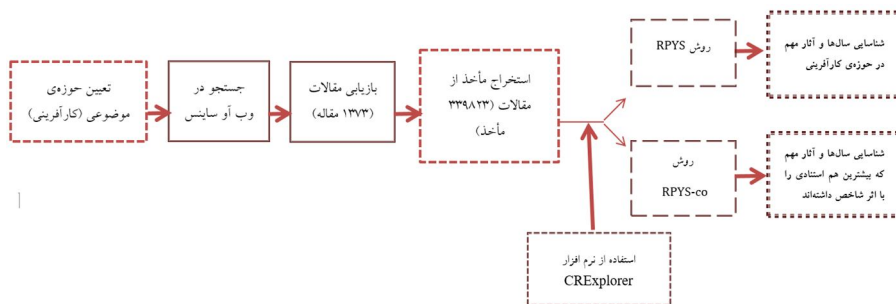 تعیین حوزه‌ی
موضوعی (کارآفرینی)
جستجو در
وب آو ساینس
بازیابی مقالات
(۱۳۷۳ مقاله)
استخراج مأخذ از
مقالات (۳۳۹۸۲۳
مأخذ)
روش RPYS
شناسایی سال‌ها و آثار مهم
در حوزه‌ی کارآفرینی
روش
RPYS-co
شناسایی سال‌ها و آثار مهم
که بیشترین هم استنادی را
با اثر شاخص داشته‌اند
استفاده از نرم افزار
CRExplorer